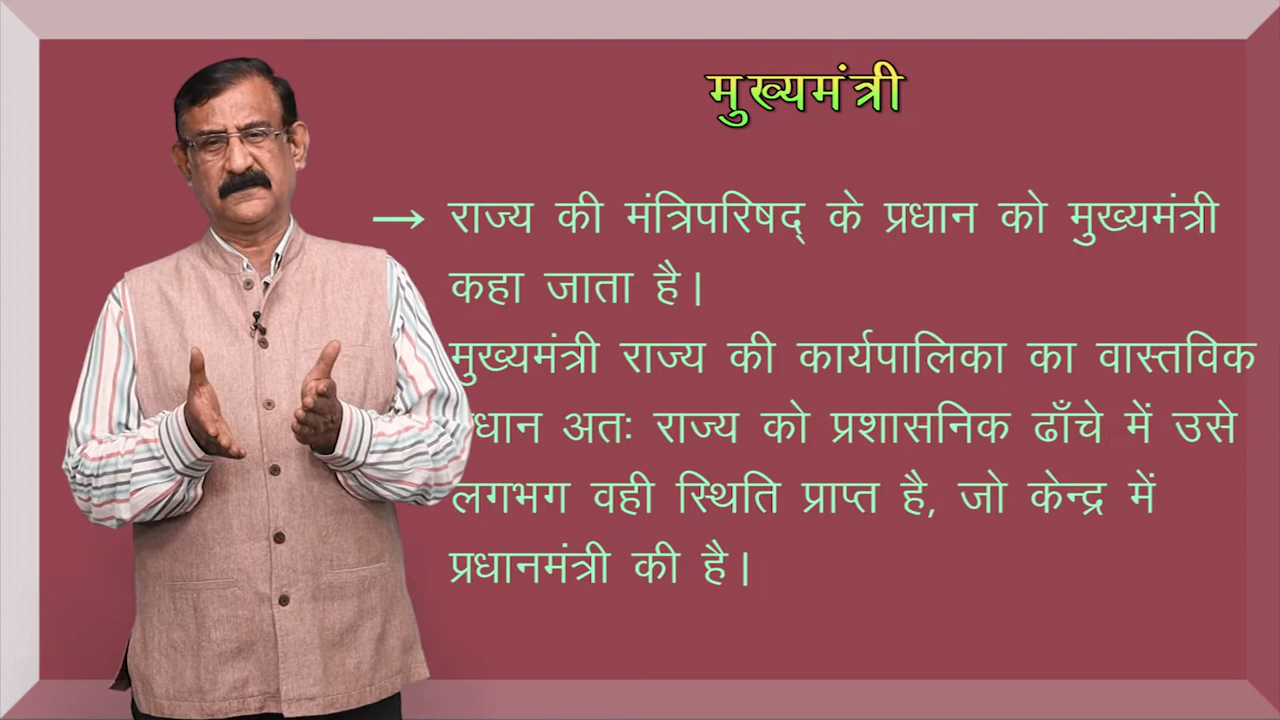 मुख्यमंत्री
→ राज्य की मंत्रिपरिषद् के प्रधान को मुख्यमंत्री
कहा जाता है।
मुख्यमंत्री राज्य की कार्यपालिका का वास्तविक
अतः राज्य को प्रशासनिक ढाँचे में उसे
लगभग वही स्थिति प्राप्त है, जो केन्द्र में
प्रधानमंत्री की है।